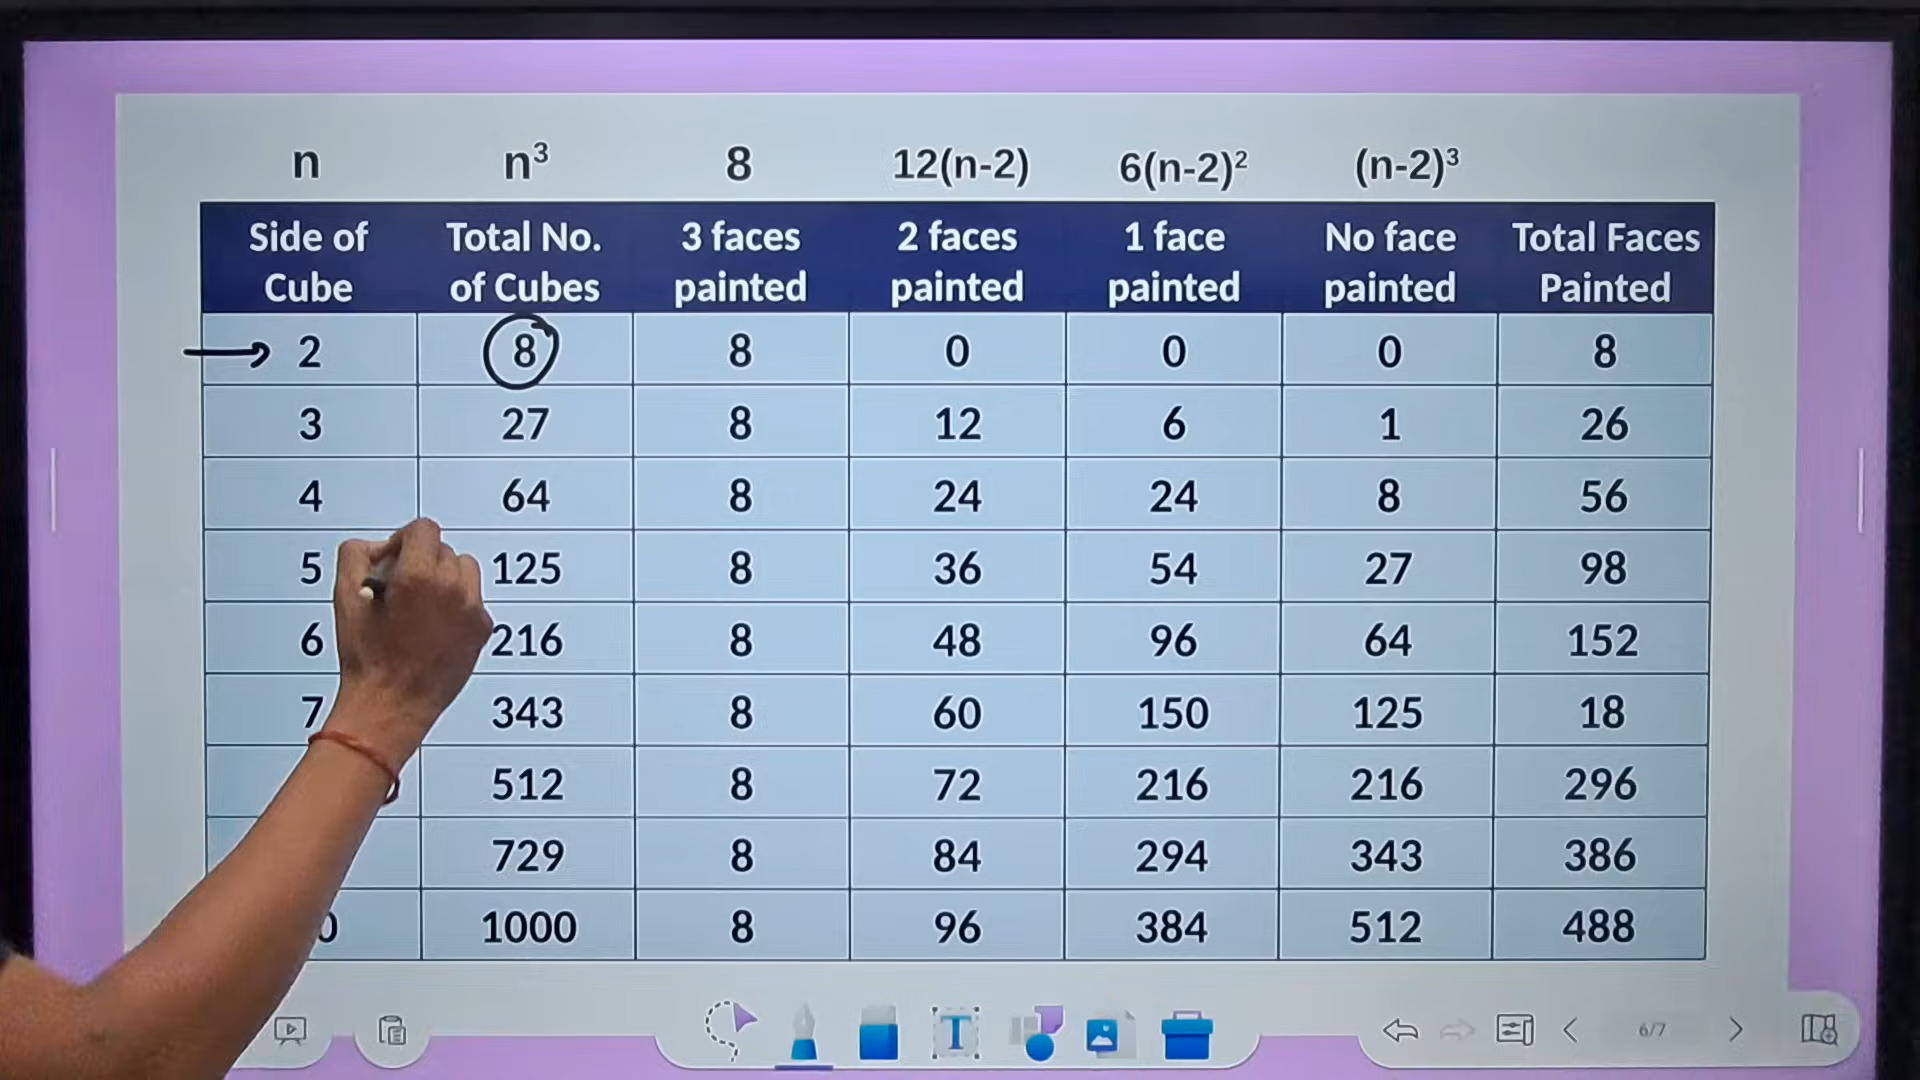 n n³ 8 12(n-2) 6(n-2)² (n-2)³
Side of Cube Total No. of Cubes 3 faces painted 2 faces painted 1 face painted No face painted Total Faces Painted
2 8 8 0 0 0 8
3 27 8 12 6 1 26
4 64 8 24 24 8 56
5 125 8 36 54 27 98
6 216 8 48 96 64 152
7 343 8 60 150 125 18
512 8 72 216 216 296
729 8 84 294 343 386
0 1000 8 96 384 512 488
T 6/7